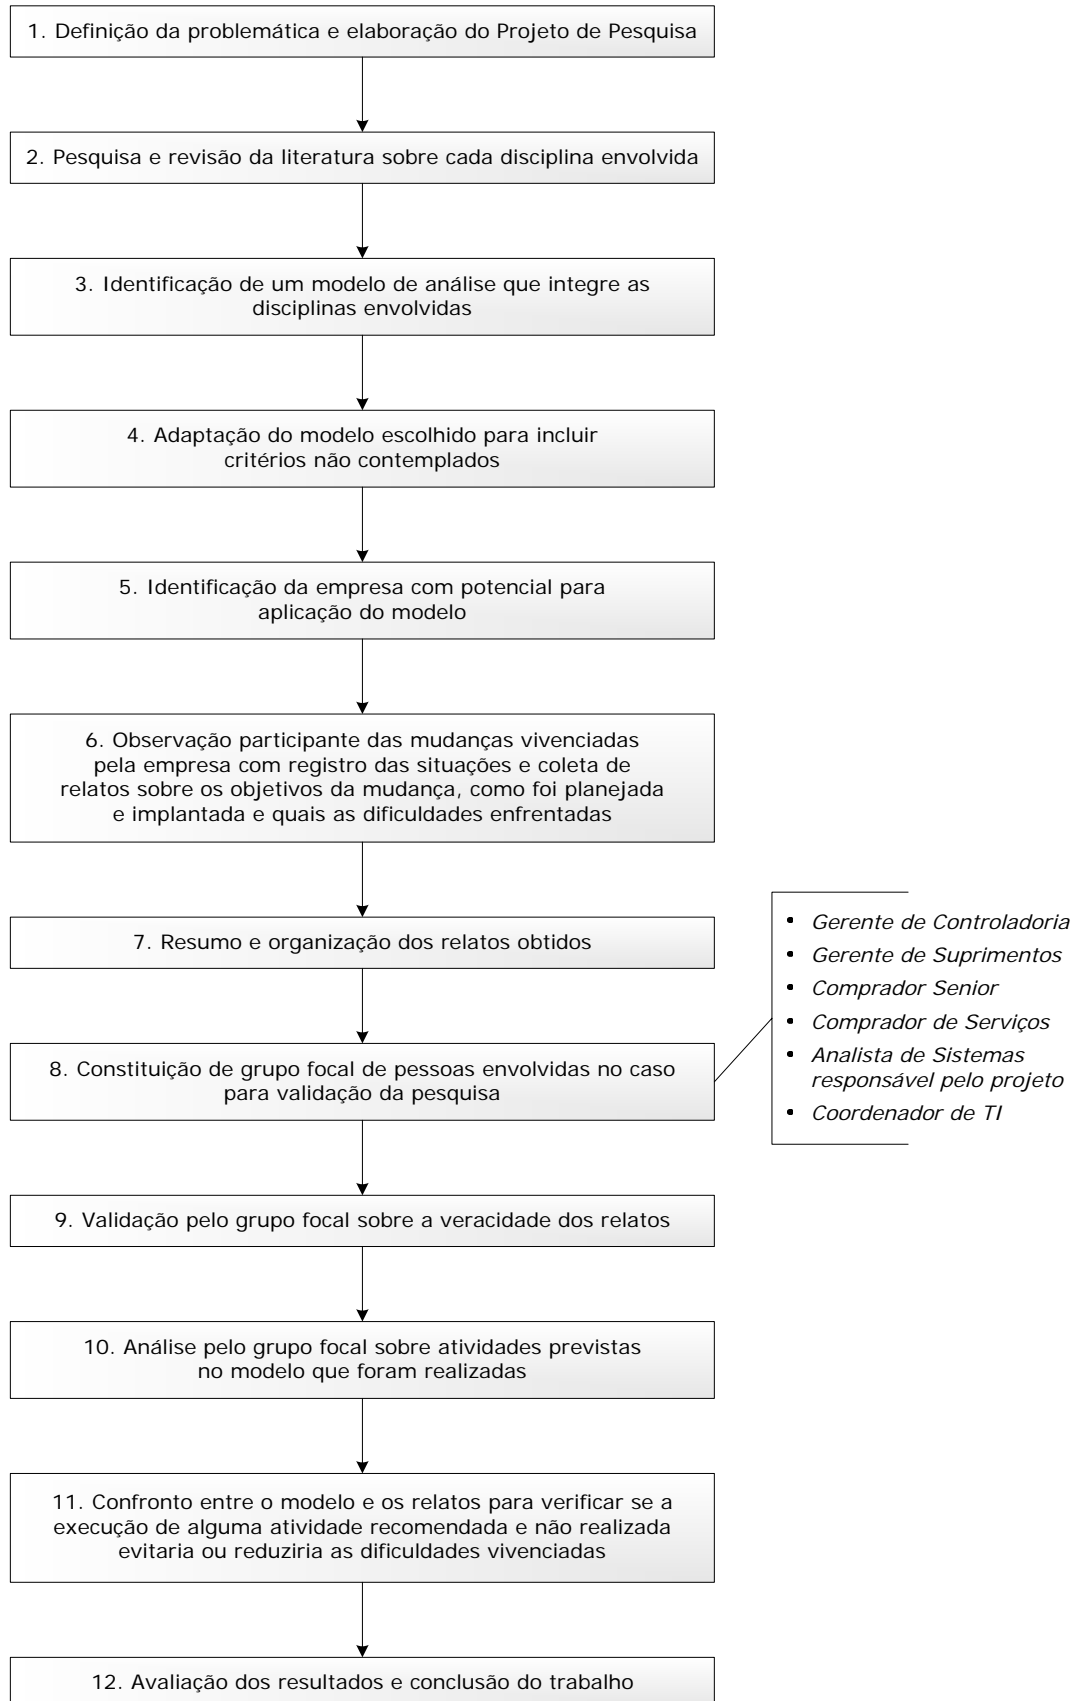 1. Definição da problemática e elaboração do Projeto de Pesquisa
2. Pesquisa e revisão da literatura sobre cada disciplina envolvida
3. Identificação de um modelo de análise que integre as
disciplinas envolvidas
4. Adaptação do modelo escolhido para incluir
critérios não contemplados
5. Identificação da empresa com potencial para
aplicação do modelo
6. Observação participante das mudanças vivenciadas
pela empresa com registro das situações e coleta de
relatos sobre os objetivos da mudança, como foi planejada
e implantada e quais as dificuldades enfrentadas
7. Resumo e organização dos relatos obtidos
8. Constituição de grupo focal de pessoas envolvidas no caso
para validação da pesquisa
• Gerente de Controladoria
• Gerente de Suprimentos
• Comprador Senior
• Comprador de Serviços
• Analista de Sistemas
responsável pelo projeto
• Coordenador de TI
9. Validação pelo grupo focal sobre a veracidade dos relatos
10. Análise pelo grupo focal sobre atividades previstas
no modelo que foram realizadas
11. Confronto entre o modelo e os relatos para verificar se a
execução de alguma atividade recomendada e não realizada
evitaria ou reduziria as dificuldades vivenciadas
12. Avaliação dos resultados e conclusão do trabalho